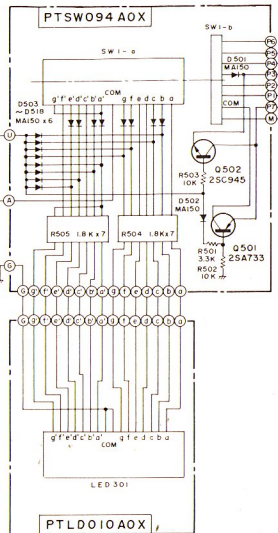 PTSW094A0X
SW1-b
SW1-a
COM
g' f' e' d' c' b' a' g f e d c b a
D501
MA150
P6
P5
P4
P3
P2
P1
P7
M
COM
D503
~D518
MA150 x 6
U
A
G
Q502
2SC945
R503
10K
D502
MA150
Q501
2SA733
R501
3.3K
R502
10K
R505 1.8K x 7
R504 1.8K x 7
G g' f' e' d' c' b' a' g f e d c b a
G g' f' e' d' c' b' a' g f e d c b a
g' f' e' d' c' b' a' g f e d c b a
COM
LED301
PTLD010A0X